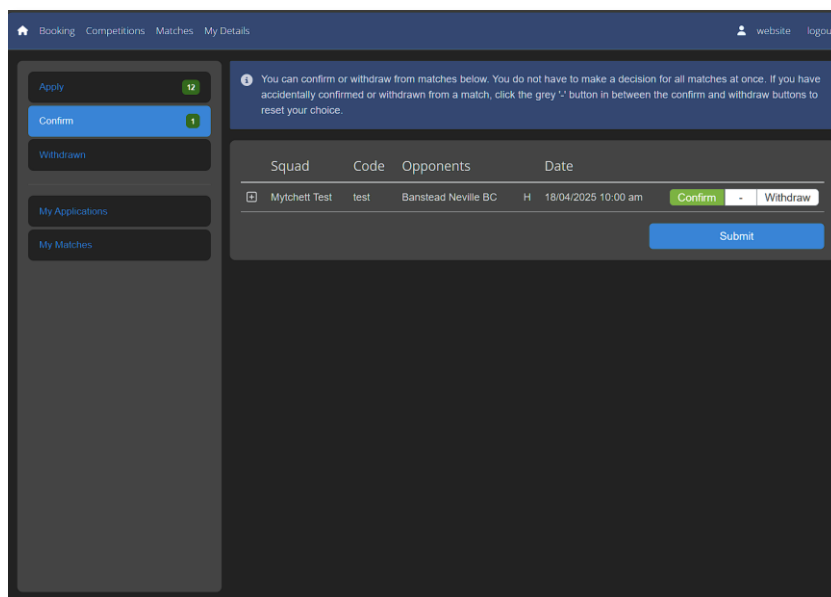 Booking Competitions Matches My Details website logou
Apply 12
Confirm 1
Withdrawn
My Applications
My Matches
You can confirm or withdraw from matches below. You do not have to make a decision for all matches at once. If you have
accidentally confirmed or withdrawn from a match, click the grey '-' button in between the confirm and withdraw buttons to
reset your choice.
Squad Code Opponents Date
Mytchett Test test Banstead Neville BC H 18/04/2025 10:00 am Confirm - Withdraw
Submit